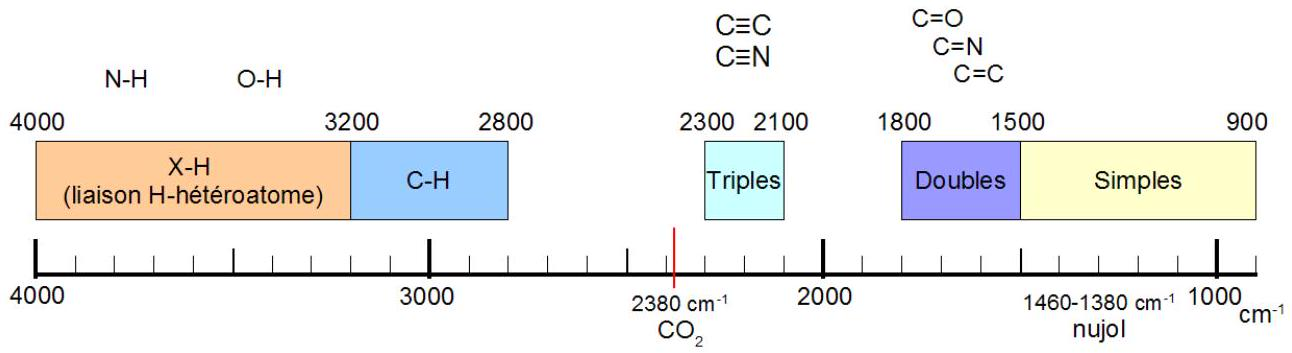 C≡C
C≡N
C=O
C=N
C=C
N-H O-H
4000 3200 2800 2300 2100 1800 1500 900
X-H
(liaison H-hétéroatome)
C-H
Triples
Doubles
Simples
4000 3000 2000 1000 cm⁻¹
2380 cm⁻¹
CO₂
1460-1380 cm⁻¹
nujol